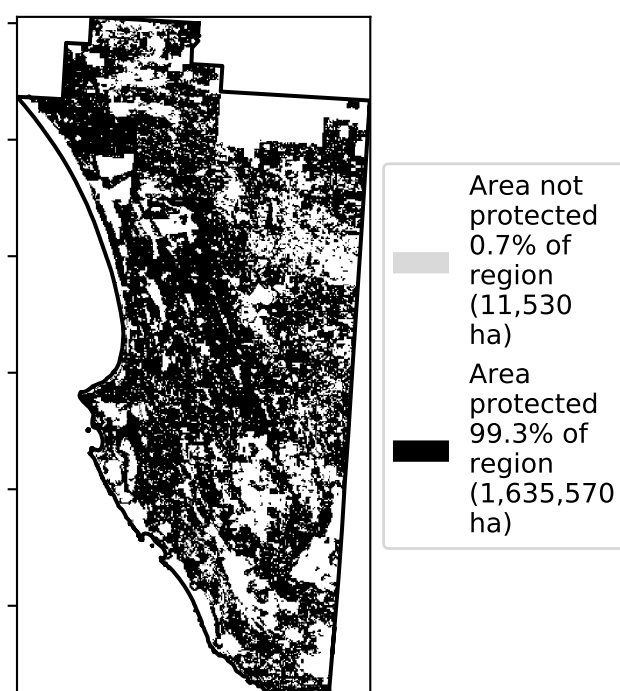 Area not
protected
0.7% of
region
(11,530
ha)
Area
protected
99.3% of
region
(1,635,570
ha)